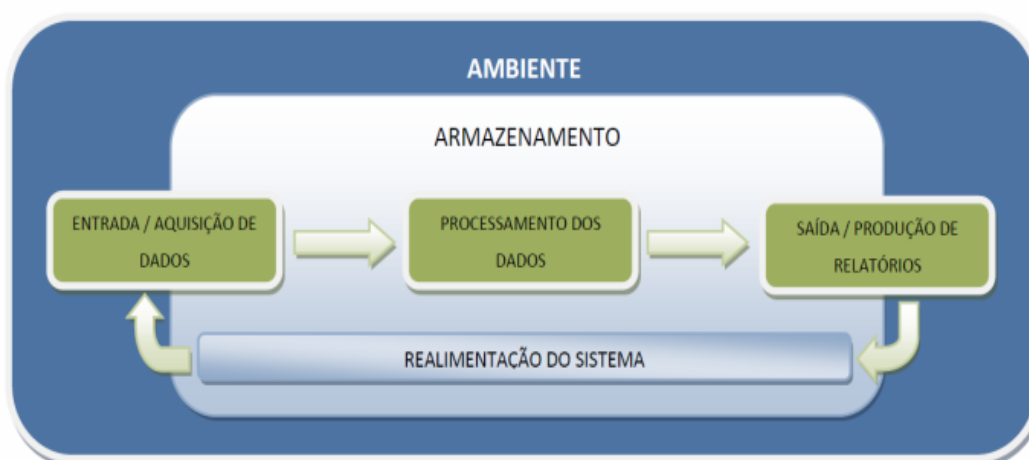 AMBIENTE
ARMAZENAMENTO
ENTRADA / AQUISIÇÃO DE
DADOS
PROCESSAMENTO DOS
DADOS
SAÍDA / PRODUÇÃO DE
RELATÓRIOS
REALIMENTAÇÃO DO SISTEMA